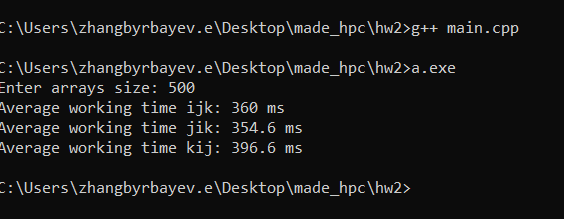 C:\Users\zhangbyrbayev.e\Desktop\made_hpc\hw2>g++ main.cpp
C:\Users\zhangbyrbayev.e\Desktop\made_hpc\hw2>a.exe
Enter arrays size: 500
Average working time ijk: 360 ms
Average working time jik: 354.6 ms
Average working time kij: 396.6 ms
C:\Users\zhangbyrbayev.e\Desktop\made_hpc\hw2>